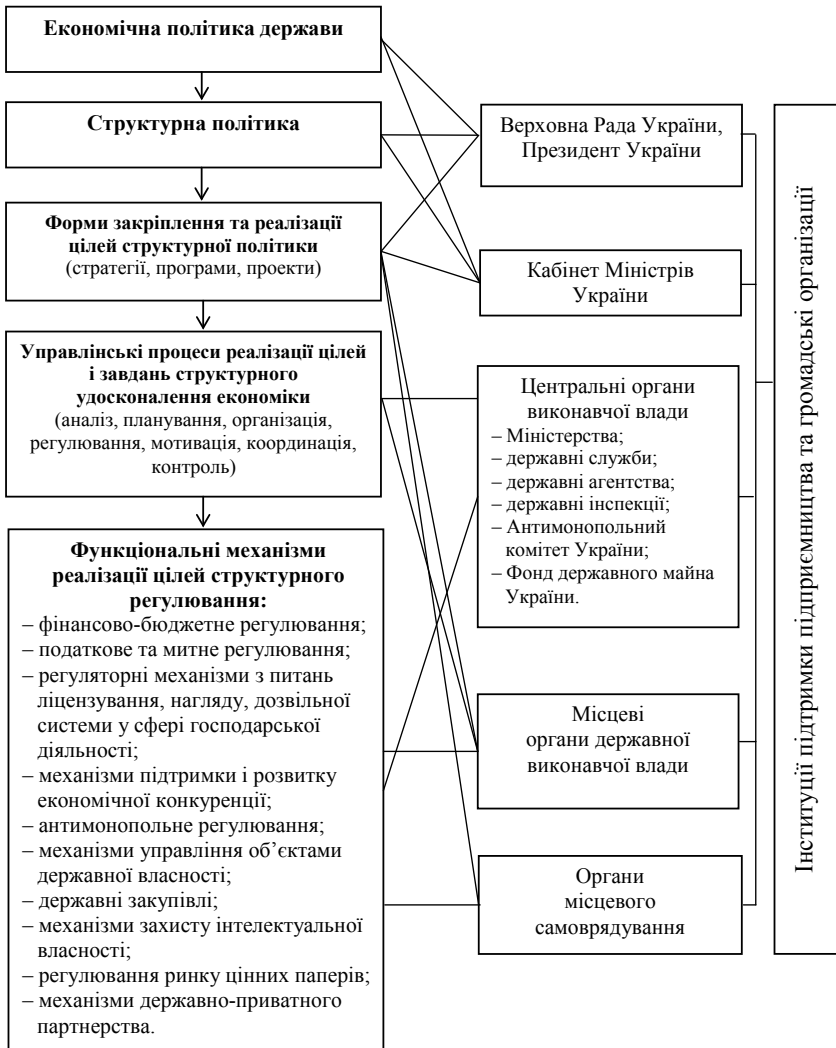 Економічна політика держави
Структурна політика
Форми закріплення та реалізації
цілей структурної політики
(стратегії, програми, проекти)
Управлінські процеси реалізації цілей
і завдань структурного
удосконалення економіки
(аналіз, планування, організація,
регулювання, мотивація, координація,
контроль)
Функціональні механізми
реалізації цілей структурного
регулювання:
– фінансово-бюджетне регулювання;
– податкове та митне регулювання;
– регуляторні механізми з питань
ліцензування, нагляду, дозвільної
системи у сфері господарської
діяльності;
– механізми підтримки і розвитку
економічної конкуренції;
– антимонопольне регулювання;
– механізми управління об’єктами
державної власності;
– державні закупівлі;
– механізми захисту інтелектуальної
власності;
– регулювання ринку цінних паперів;
– механізми державно-приватного
партнерства.
Верховна Рада України,
Президент України
Кабінет Міністрів
України
Центральні органи
виконавчої влади
– Міністерства;
– державні служби;
– державні агентства;
– державні інспекції;
– Антимонопольний
комітет України;
– Фонд державного майна
України.
Місцеві
органи державної
виконавчої влади
Органи
місцевого
самоврядування
Інституції підтримки підприємництва та громадські організації